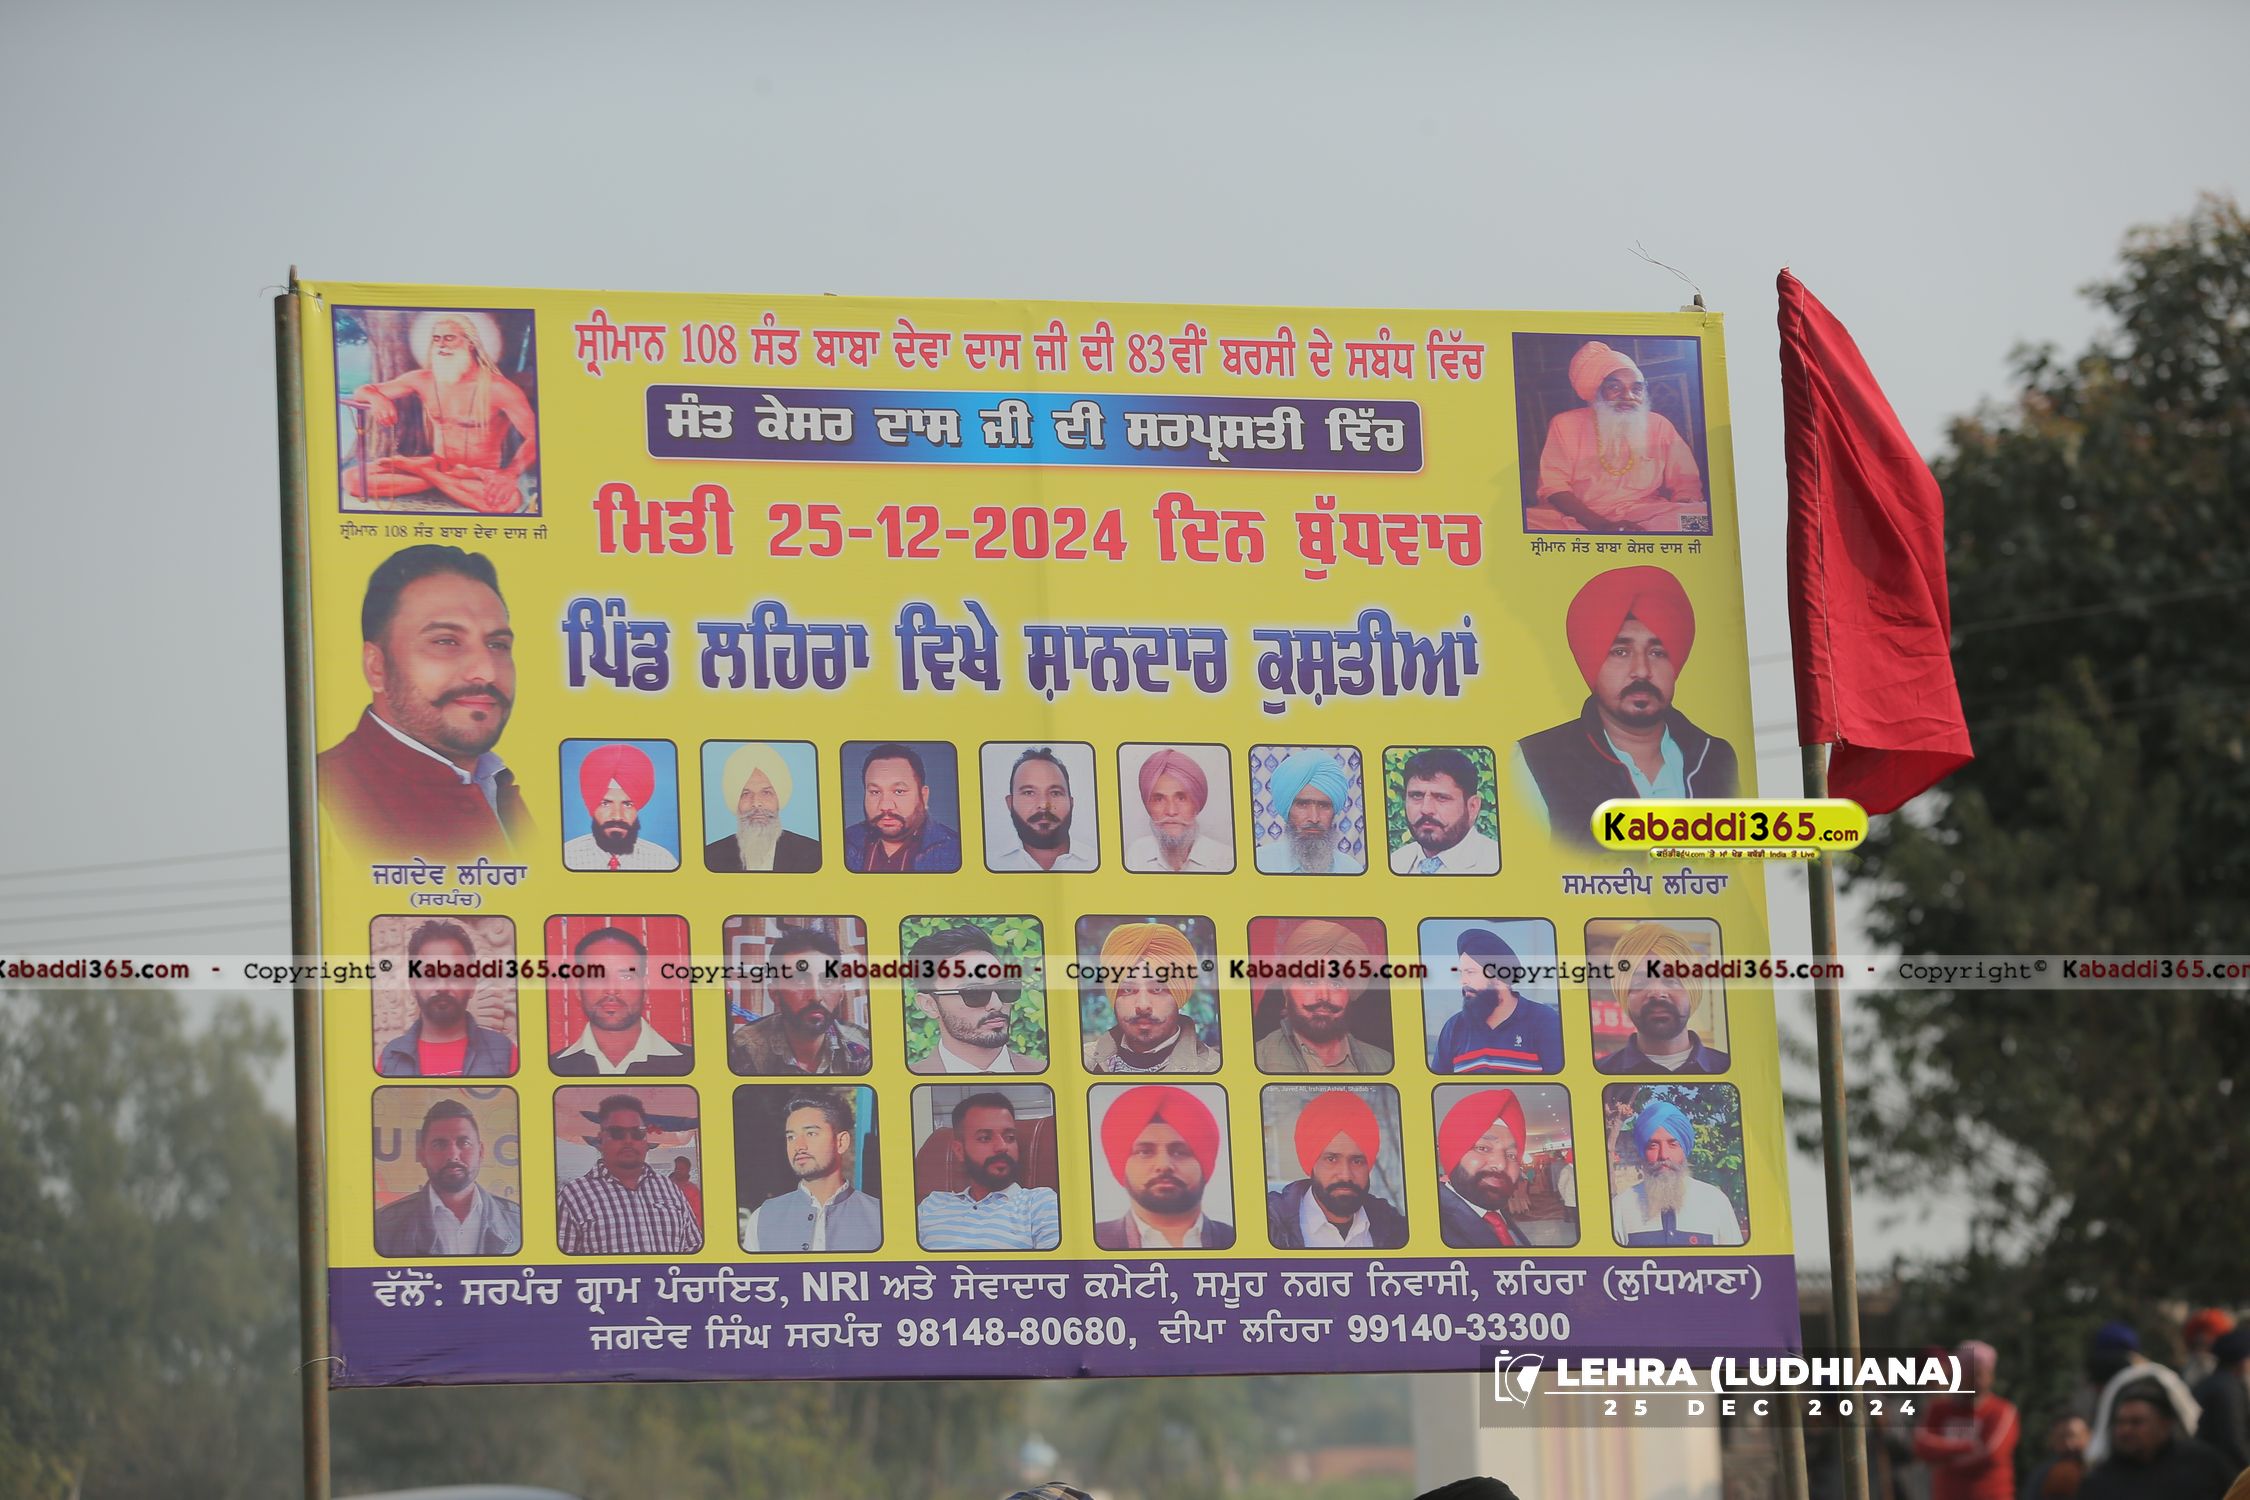 ਸ੍ਰੀਮਾਨ 108 ਸੰਤ ਬਾਬਾ ਦੇਵਾ ਦਾਸ ਜੀ ਦੀ 83ਵੀਂ ਬਰਸੀ ਦੇ ਸਬੰਧ ਵਿੱਚ
ਸੰਤ ਕੇਸਰ ਦਾਸ ਜੀ ਦੀ ਸਰਪ੍ਰਸਤੀ ਵਿੱਚ
ਸ੍ਰੀਮਾਨ 108 ਸੰਤ ਬਾਬਾ ਦੇਵਾ ਦਾਸ ਜੀ
ਸ੍ਰੀਮਾਨ ਸੰਤ ਬਾਬਾ ਕੇਸਰ ਦਾਸ ਜੀ
ਮਿਤੀ 25-12-2024 ਦਿਨ ਬੁੱਧਵਾਰ
ਪਿੰਡ ਲਹਿਰਾ ਵਿਖੇ ਸ਼ਾਨਦਾਰ ਕੁਸ਼ਤੀਆਂ
Kabaddi365.com
ਜਗਦੇਵ ਲਹਿਰਾ
(ਸਰਪੰਚ)
ਸਮਨਦੀਪ ਲਹਿਰਾ
Kabaddi365.com - Copyright© Kabaddi365.com - Copyright© Kabaddi365.com - Copyright© Kabaddi365.com - Copyright© Kabaddi365.com - Copyright© Kabaddi365.com
ਵੱਲੋਂ: ਸਰਪੰਚ ਗ੍ਰਾਮ ਪੰਚਾਇਤ, NRI ਅਤੇ ਸੇਵਾਦਾਰ ਕਮੇਟੀ, ਸਮੂਹ ਨਗਰ ਨਿਵਾਸੀ, ਲਹਿਰਾ (ਲੁਧਿਆਣਾ)
ਜਗਦੇਵ ਸਿੰਘ ਸਰਪੰਚ 98148-80680, ਦੀਪਾ ਲਹਿਰਾ 99140-33300
LEHRA (LUDHIANA)
25 DEC 2024